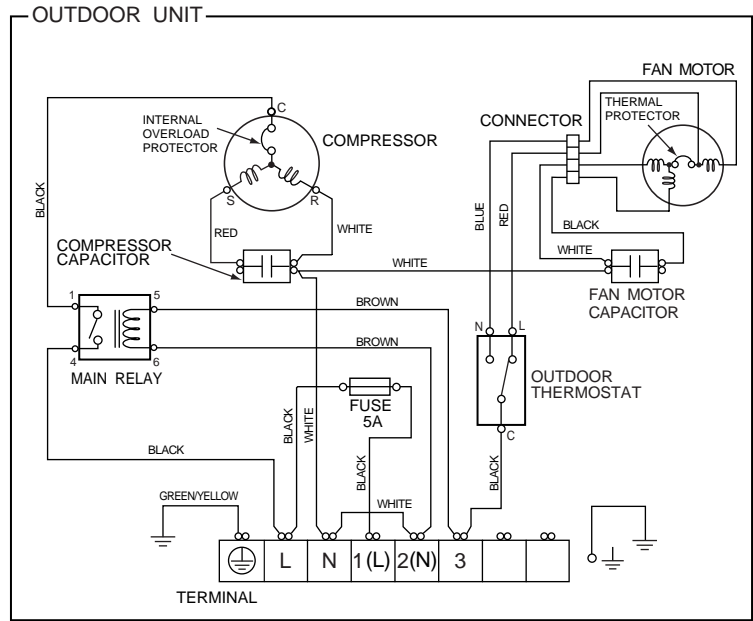 OUTDOOR UNIT
FAN MOTOR
THERMAL
PROTECTOR
C
INTERNAL
OVERLOAD
PROTECTOR
COMPRESSOR
CONNECTOR
BLACK
S
R
RED
WHITE
BLUE
RED
BLACK
WHITE
COMPRESSOR
CAPACITOR
WHITE
FAN MOTOR
CAPACITOR
1
5
BROWN
N
L
4
6
BROWN
MAIN RELAY
OUTDOOR
THERMOSTAT
FUSE
5A
BLACK
WHITE
C
BLACK
BLACK
BLACK
GREEN/YELLOW
WHITE
L
N
1(L)
2(N)
3
TERMINAL